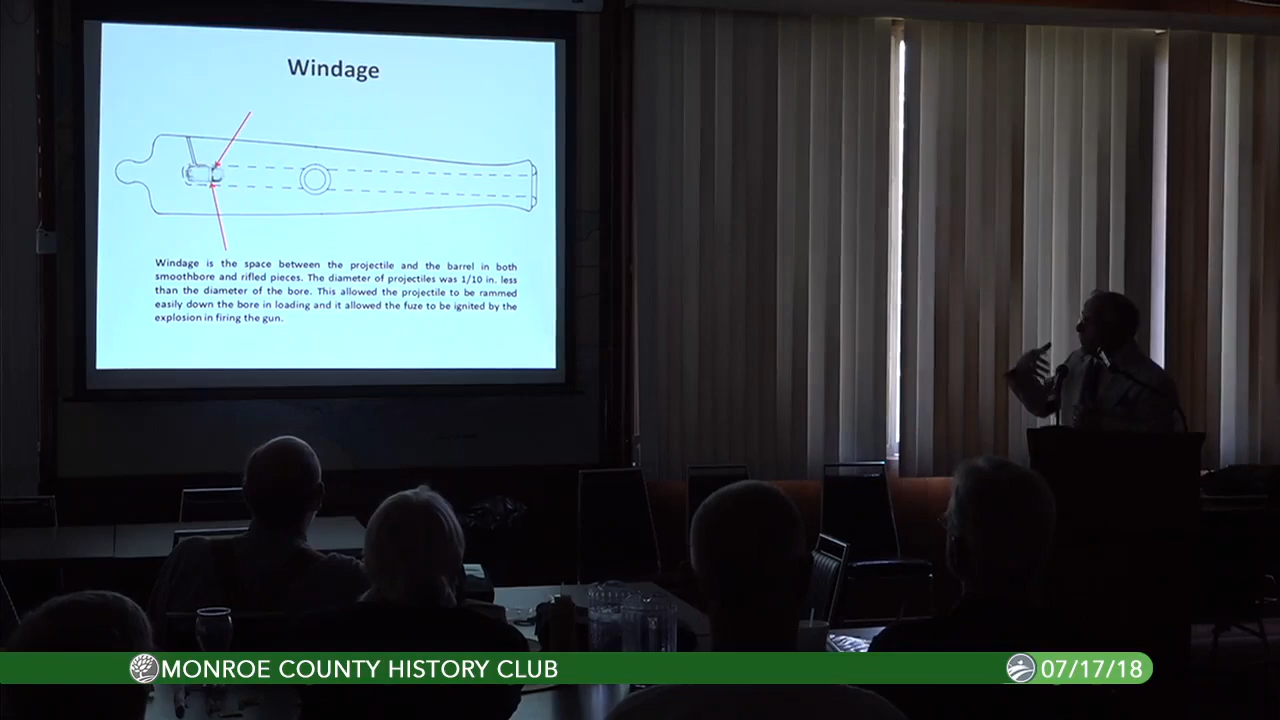 Windage
Windage is the space between the projectile and the barrel in both
smoothbore and rifled pieces. The diameter of projectiles was 1/10 in. less
than the diameter of the bore. This allowed the projectile to be rammed
easily down the bore in loading and it allowed the fuze to be ignited by the
explosion in firing the gun.
MONROE COUNTY HISTORY CLUB
07/17/18